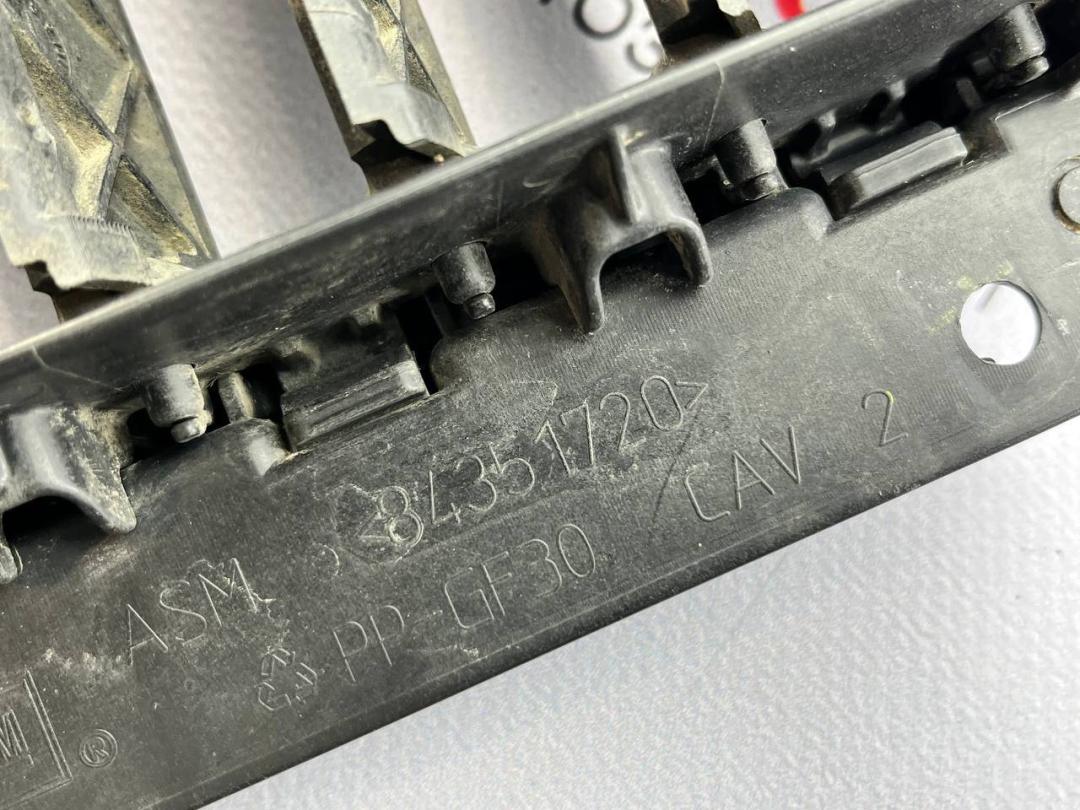 ASM <84351720>
PP-GF30 CAV 2
M ®